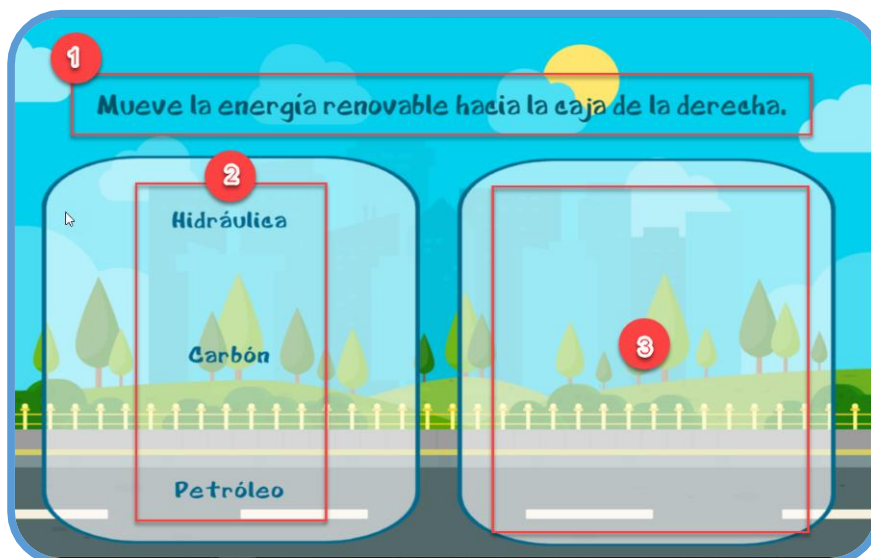 1
Mueve la energía renovable hacia la caja de la derecha.
2
Hidráulica
Carbón
3
Petróleo